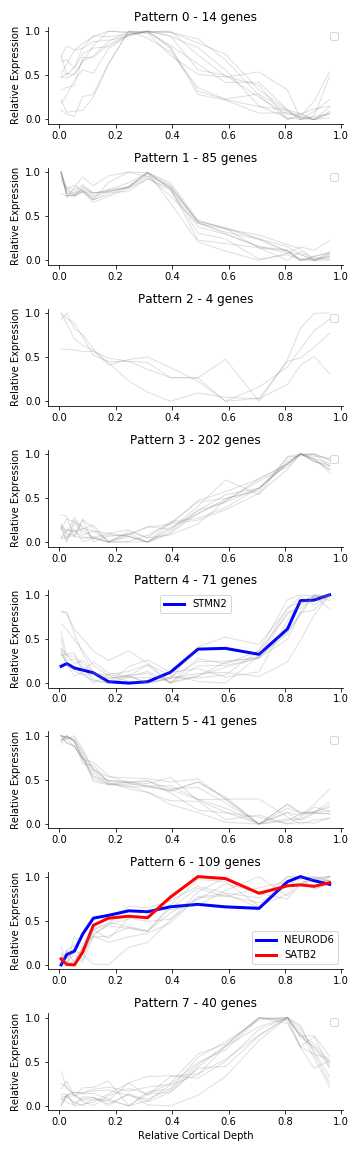 Pattern 0 - 14 genes
Relative Expression
1.0
0.5
0.0
0.0 0.2 0.4 0.6 0.8 1.0
Pattern 1 - 85 genes
Relative Expression
1.0
0.5
0.0
0.0 0.2 0.4 0.6 0.8 1.0
Pattern 2 - 4 genes
Relative Expression
1.0
0.5
0.0
0.0 0.2 0.4 0.6 0.8 1.0
Pattern 3 - 202 genes
Relative Expression
1.0
0.5
0.0
0.0 0.2 0.4 0.6 0.8 1.0
Pattern 4 - 71 genes
Relative Expression
1.0
0.5
0.0
STMN2
0.0 0.2 0.4 0.6 0.8 1.0
Pattern 5 - 41 genes
Relative Expression
1.0
0.5
0.0
0.0 0.2 0.4 0.6 0.8 1.0
Pattern 6 - 109 genes
Relative Expression
1.0
0.5
0.0
NEUROD6
SATB2
0.0 0.2 0.4 0.6 0.8 1.0
Pattern 7 - 40 genes
Relative Expression
1.0
0.5
0.0
0.0 0.2 0.4 0.6 0.8 1.0
Relative Cortical Depth